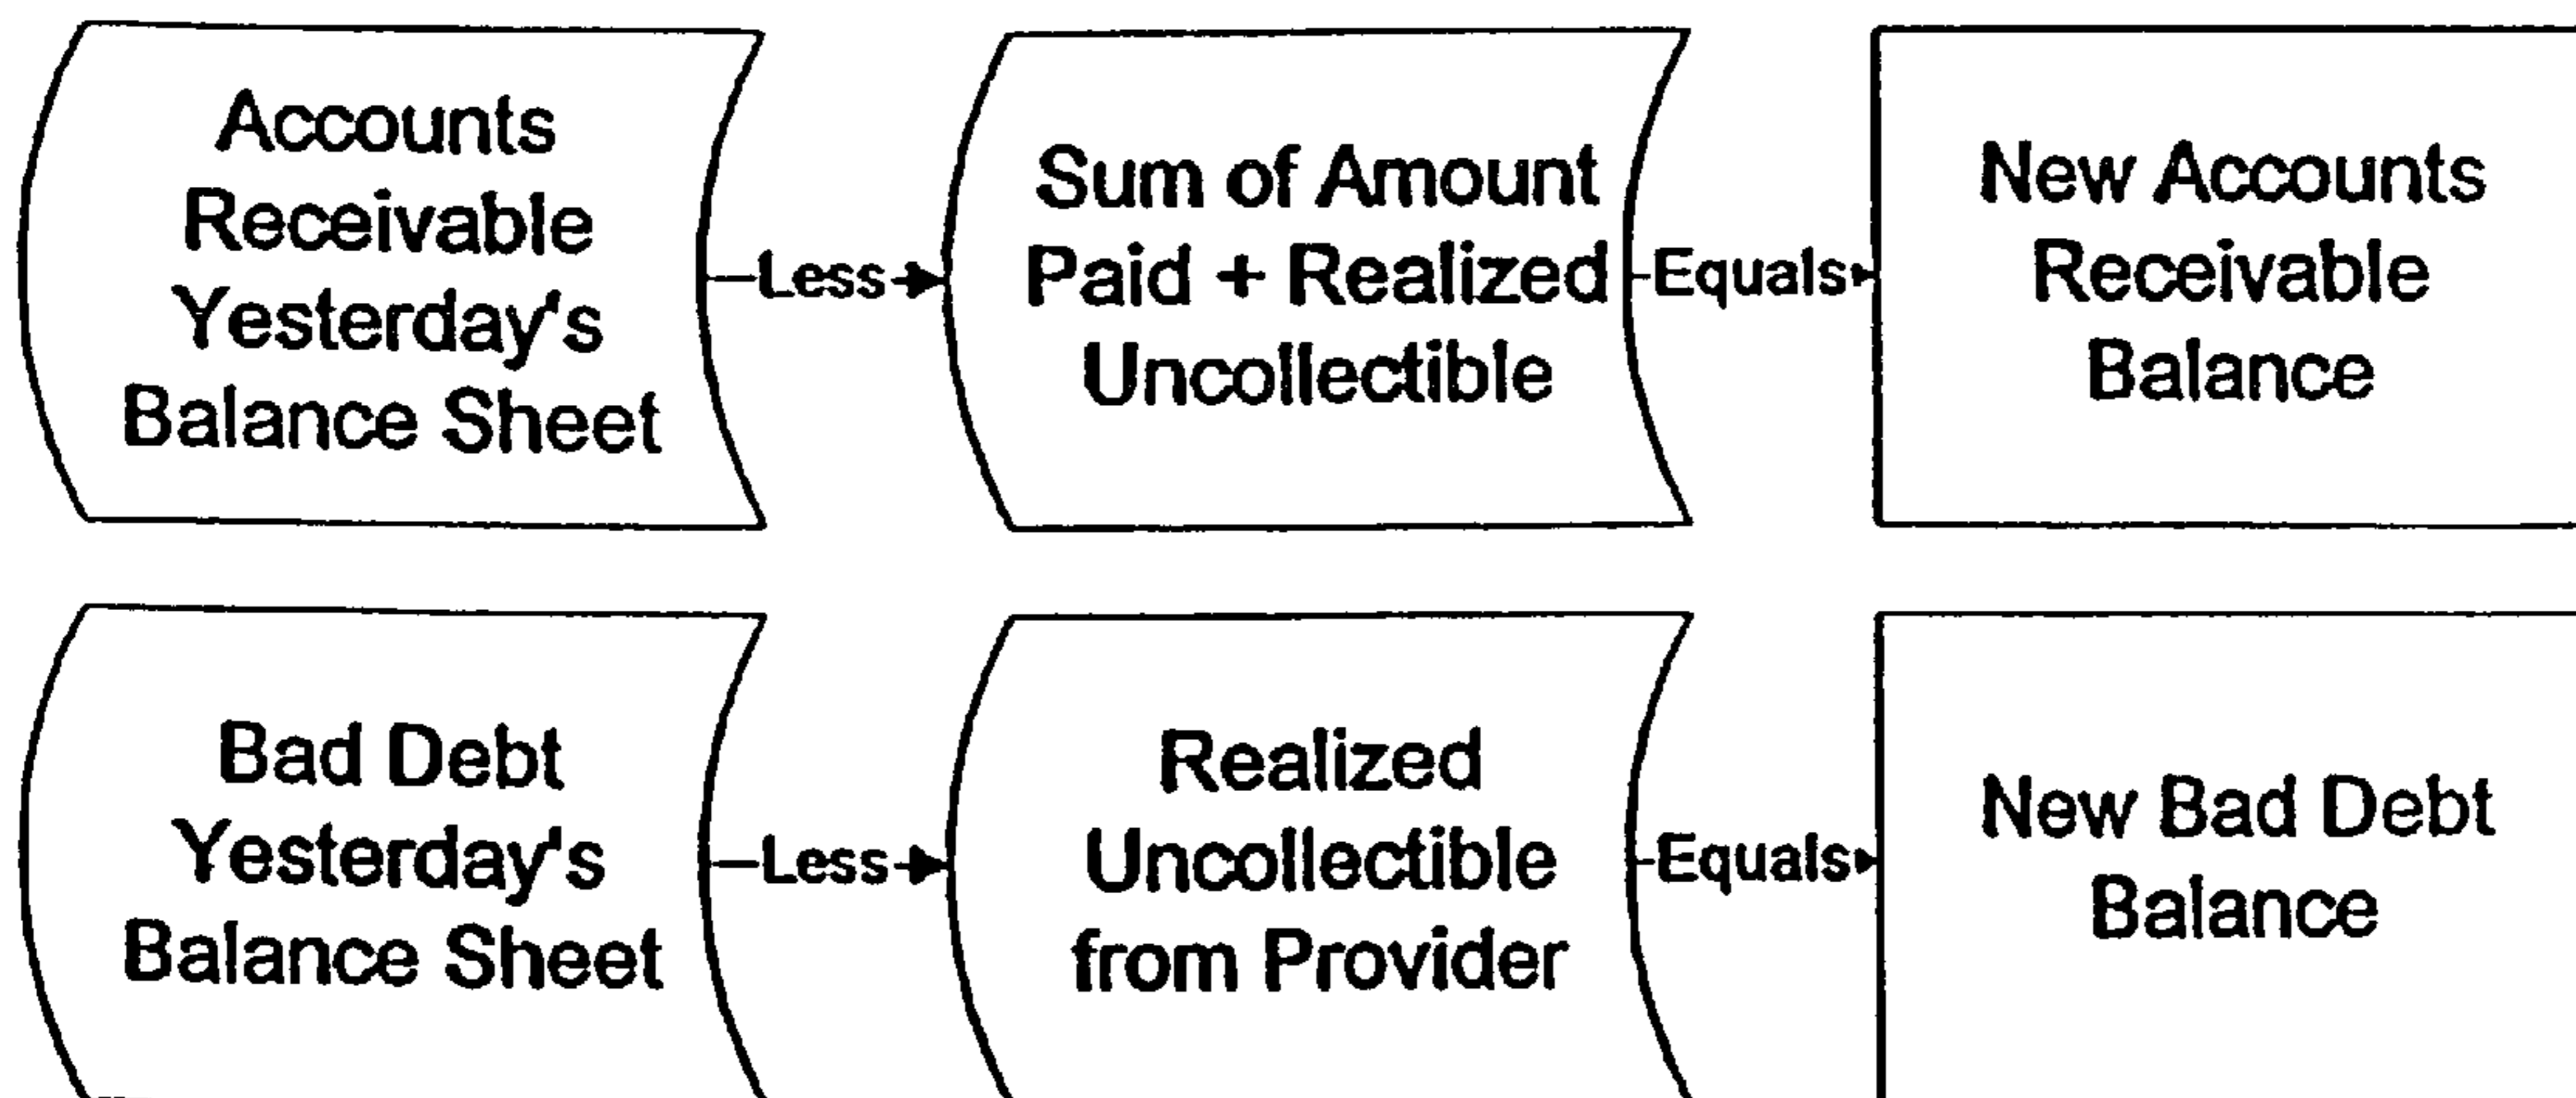 Accounts
Receivable
Yesterday's
Balance Sheet
Less
Sum of Amount
Paid + Realized
Uncollectible
Equals
New Accounts
Receivable
Balance
Bad Debt
Yesterday's
Balance Sheet
Less
Realized
Uncollectible
from Provider
Equals
New Bad Debt
Balance